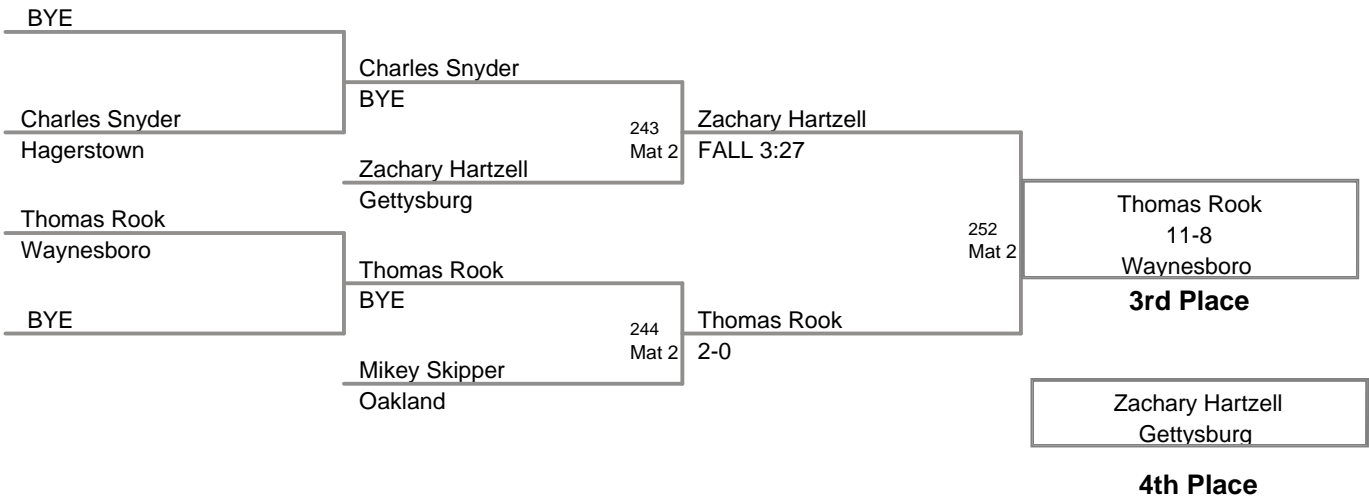 BYE
Charles Snyder
BYE
Charles Snyder
Hagerstown
243
Mat 2
Zachary Hartzell
FALL 3:27
Zachary Hartzell
Gettysburg
Thomas Rook
Waynesboro
252
Mat 2
Thomas Rook
11-8
Waynesboro
3rd Place
Thomas Rook
BYE
BYE
244
Mat 2
Thomas Rook
2-0
Mikey Skipper
Oakland
Zachary Hartzell
Gettysburg
4th Place